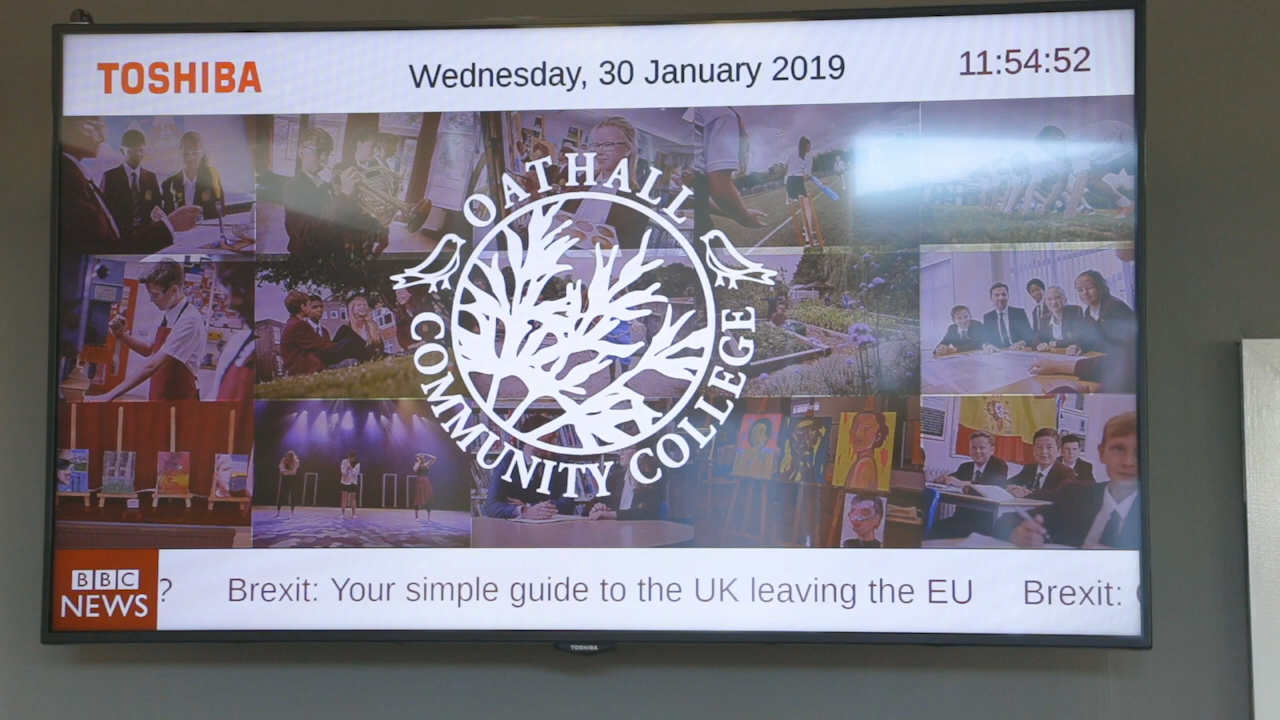 TOSHIBA
Wednesday, 30 January 2019
11:54:52
OATHALL
COMMUNITY COLLEGE
BBC
NEWS
? Brexit: Your simple guide to the UK leaving the EU Brexit:
TOSHIBA